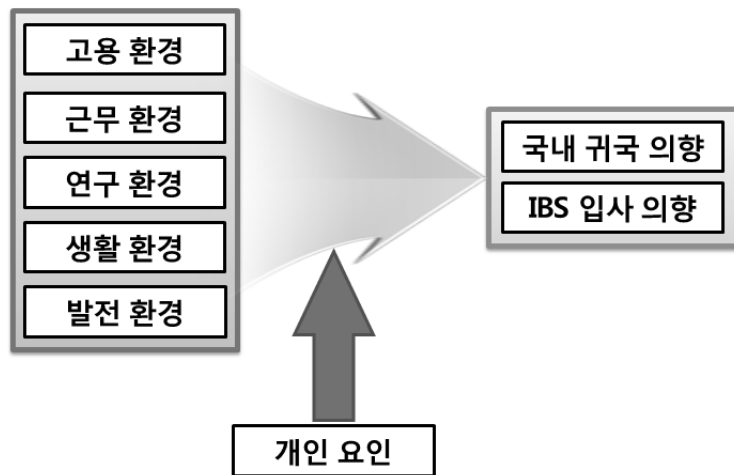 고용 환경
근무 환경
연구 환경
생활 환경
발전 환경
국내 귀국 의향
IBS 입사 의향
개인 요인